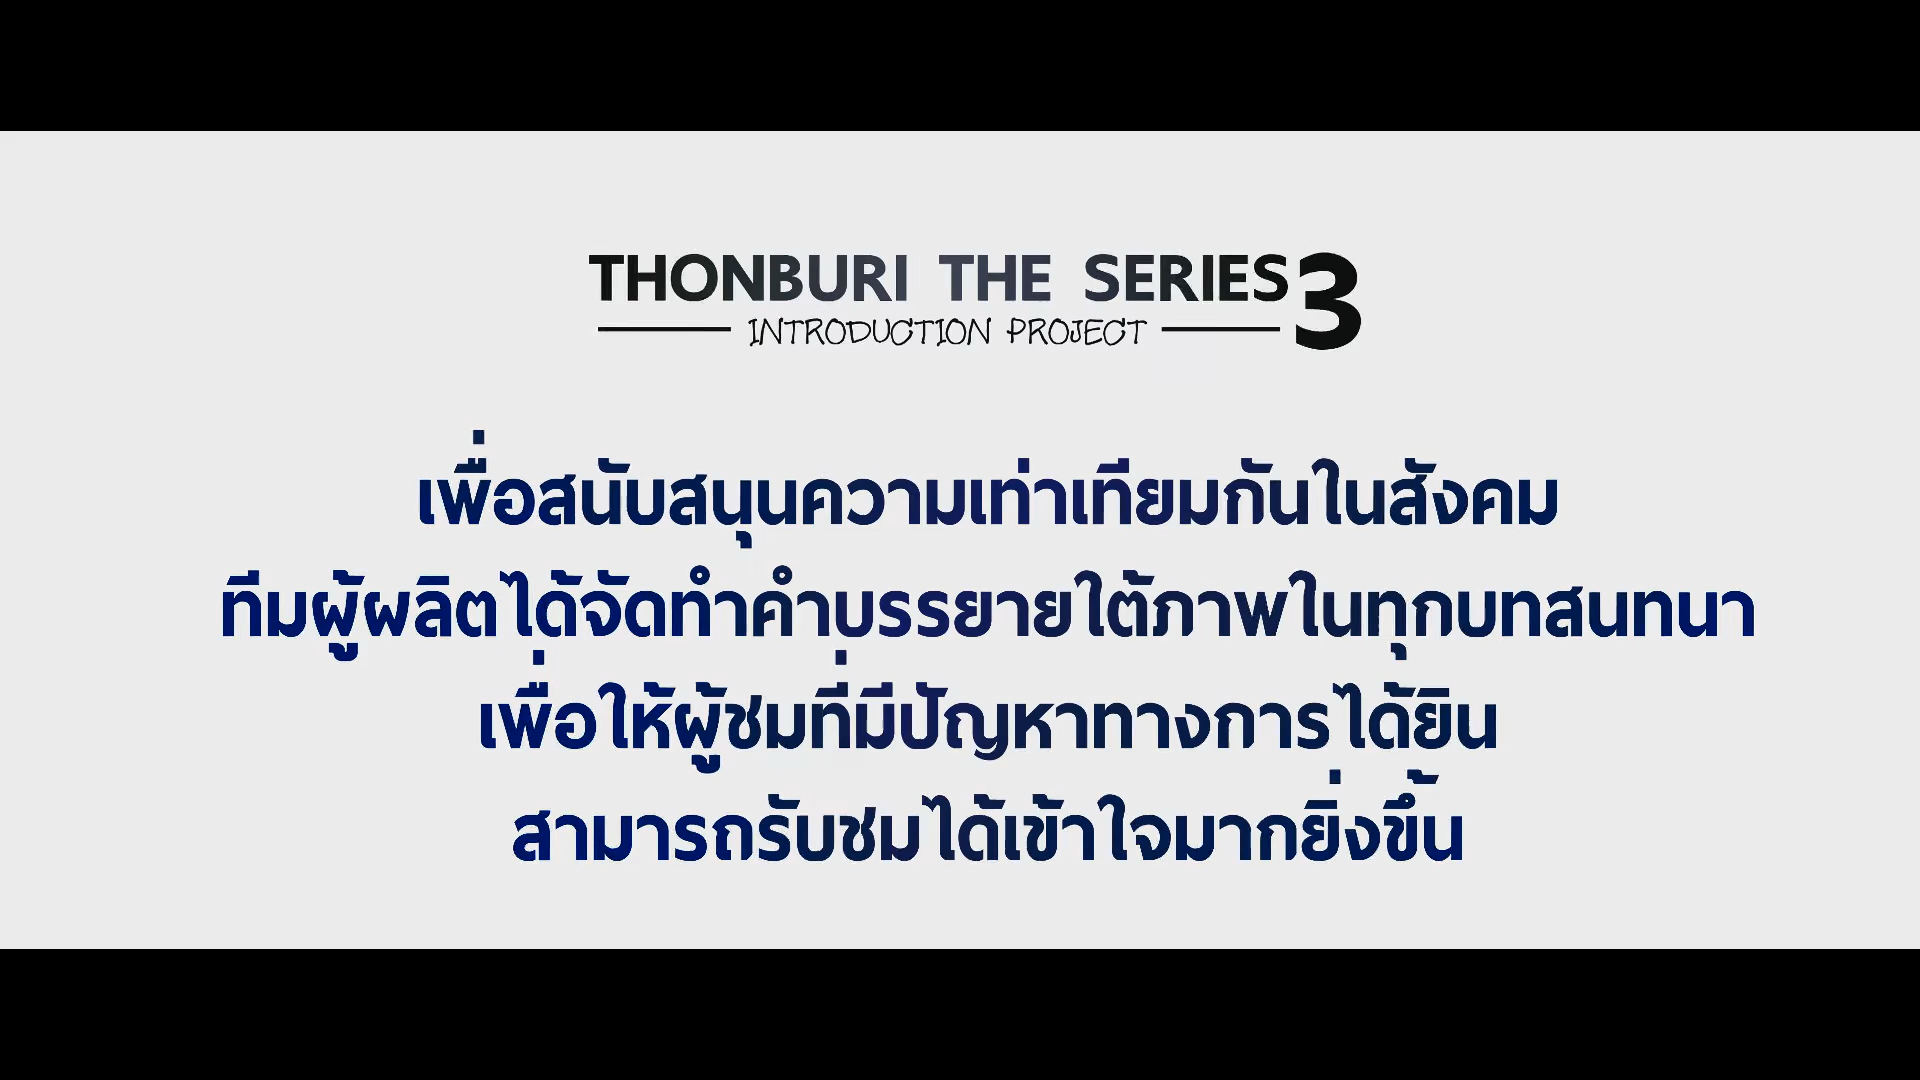 THONBURI THE SERIES 3
INTRODUCTION PROJECT
เพื่อสนับสนุนความเท่าเทียมกันในสังคม
ทีมผู้ผลิตได้จัดทำคำบรรยายใต้ภาพในทุกบทสนทนา
เพื่อให้ผู้ชมที่มีปัญหาทางการได้ยิน
สามารถรับชมได้เข้าใจมากยิ่งขึ้น